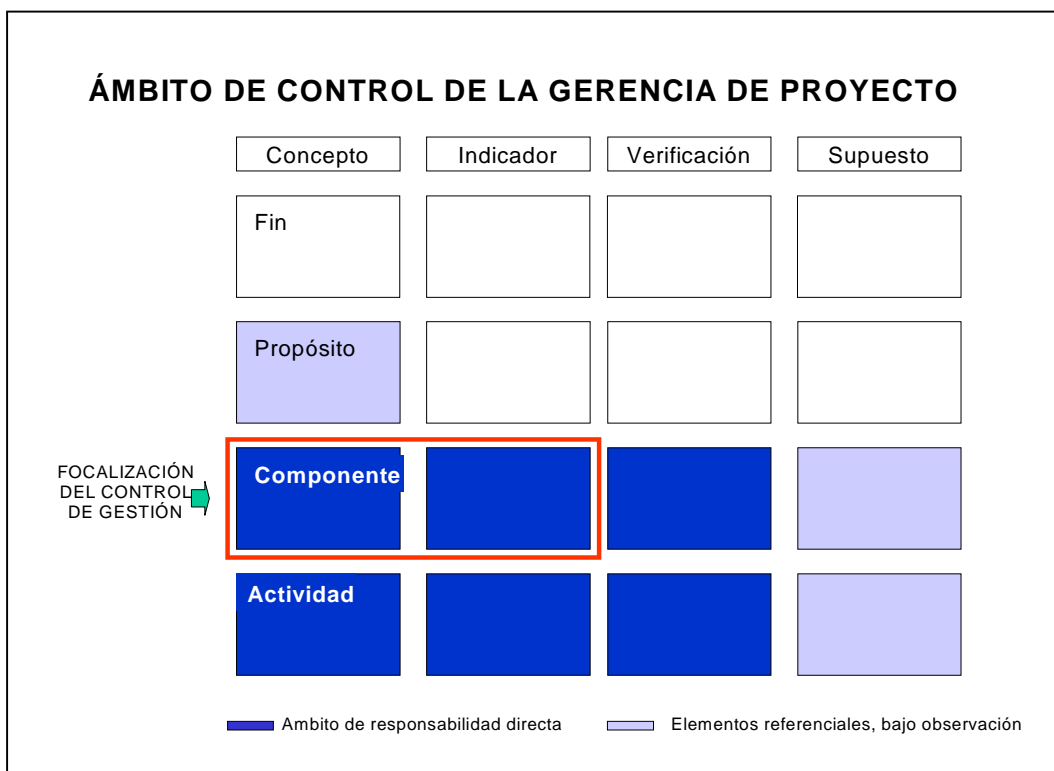 ÁMBITO DE CONTROL DE LA GERENCIA DE PROYECTO
Concepto
Indicador
Verificación
Supuesto
Fin
Propósito
FOCALIZACIÓN
DEL CONTROL
DE GESTIÓN
Componente
Actividad
Ambito de responsabilidad directa
Elementos referenciales, bajo observación